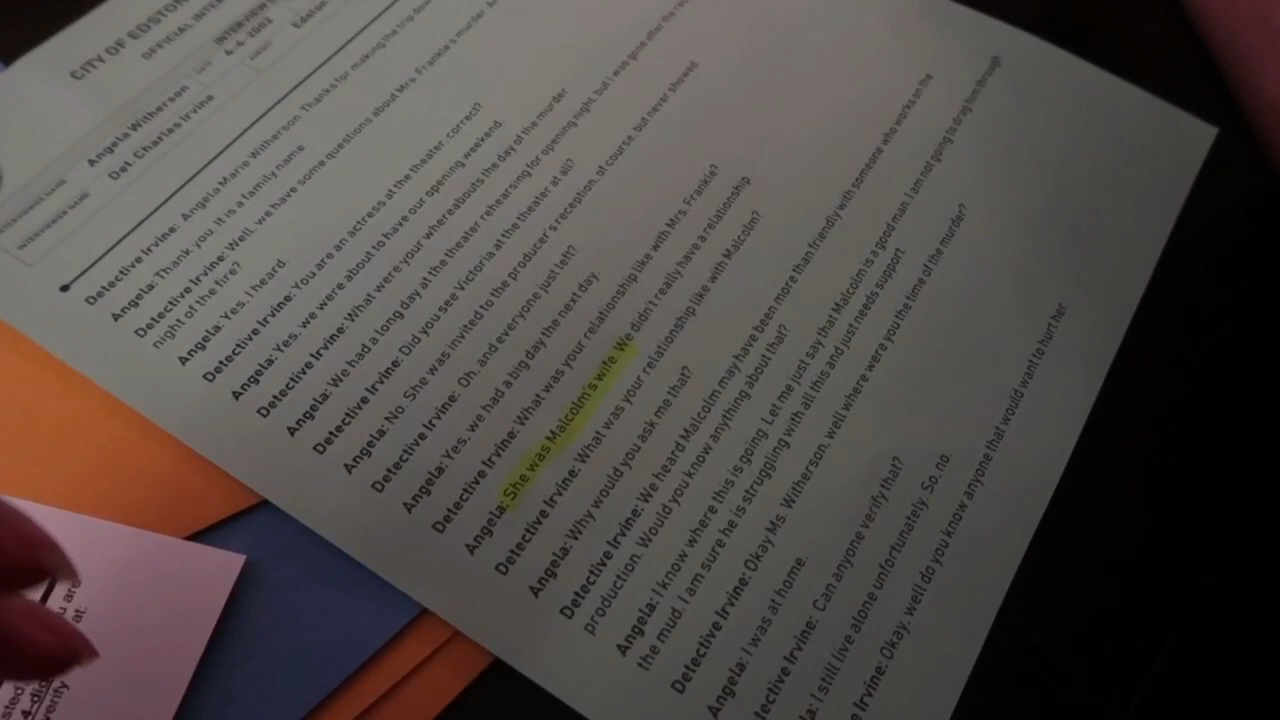 CITY OF EDSTON
OFFICIAL INTER
INTERVIEW
4-4-2002
Edston
Angela Witherson
Det. Charles Irvine
INTERVIEWER NAME
Detective Irvine: Angela Marie Witherson. Thanks for making the trip down
Angela: Thank you. It is a family name
Detective Irvine: Well, we have some questions about Mrs. Frankie's murder
night of the fire?
Angela: Yes, I heard.
Detective Irvine: You are an actress at the theater, correct?
Angela: Yes, we were about to have our opening weekend.
Detective Irvine: What were your whereabouts the day of the murder
Angela: We had a long day at the theater rehearsing for opening night, but I was gone after the
Detective Irvine: Did you see Victoria at the theater at all?
Angela: No. She was invited to the producer's reception, of course, but never showed
Detective Irvine: Oh, and everyone just left?
Angela: Yes, we had a big day the next day.
Detective Irvine: What was your relationship like with Mrs. Frankie?
Angela: She was Malcolm's wife. We didn't really have a relationship
Detective Irvine: What was your relationship like with Malcolm?
Angela: Why would you ask me that?
Detective Irvine: We heard Malcolm may have been more than friendly with someone who works on the
production. Would you know anything about that?
Angela: I know where this is going. Let me just say that Malcolm is a good man. I am not going to drag him through
the mud. I am sure he is struggling with all this and just needs support.
Detective Irvine: Okay Ms. Witherson, well where were you the time of the murder?
Angela: I was at home.
tective Irvine: Can anyone verify that?
la: I still live alone unfortunately. So, no.
e Irvine: Okay, well do you know anyone that would want to hurt her
u are
at:
sted
verify